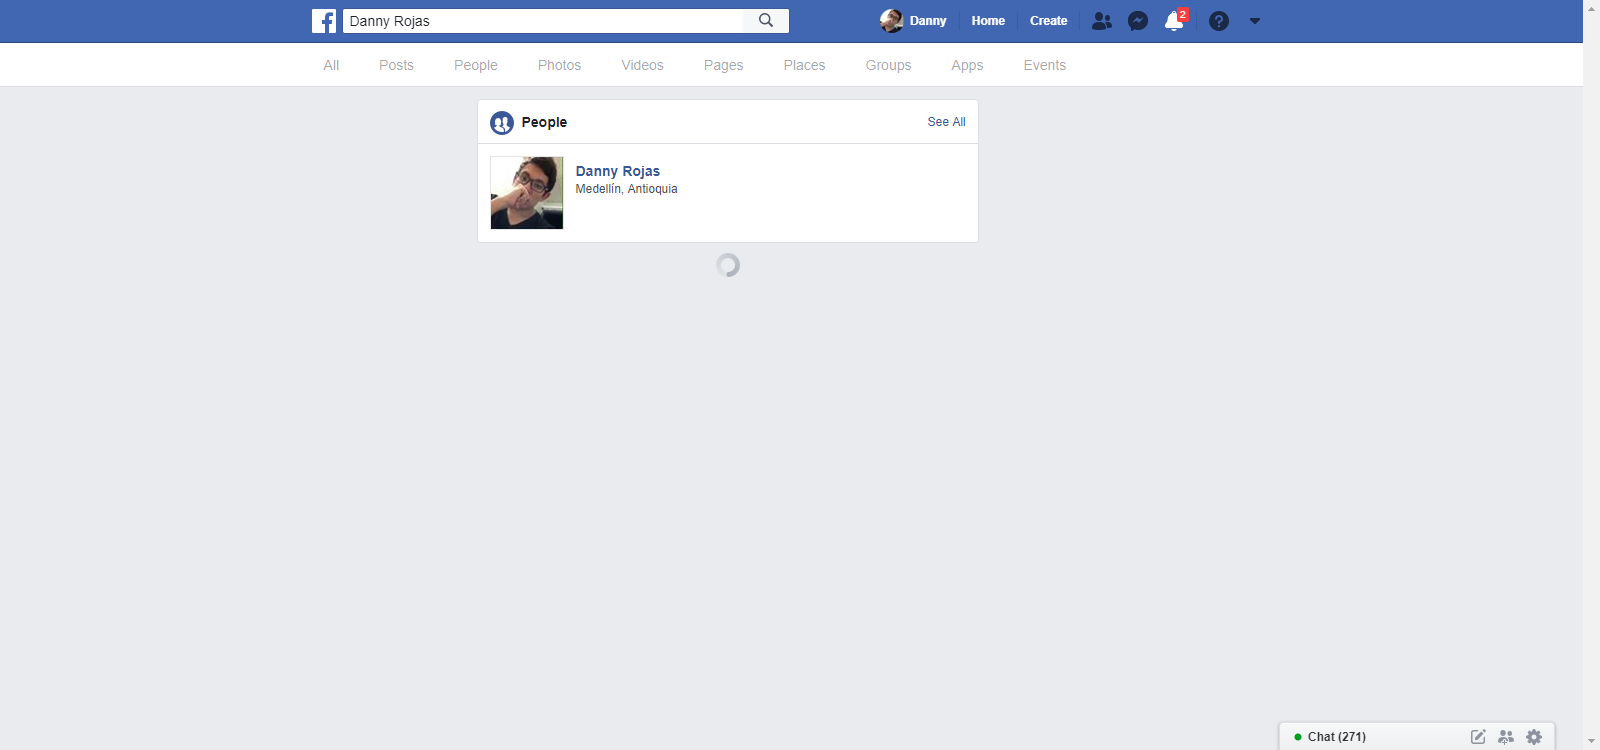 Danny Rojas
Danny
Home
Create
2
All
Posts
People
Photos
Videos
Pages
Places
Groups
Apps
Events
People
See All
Danny Rojas
Medellín, Antioquia
Chat (271)